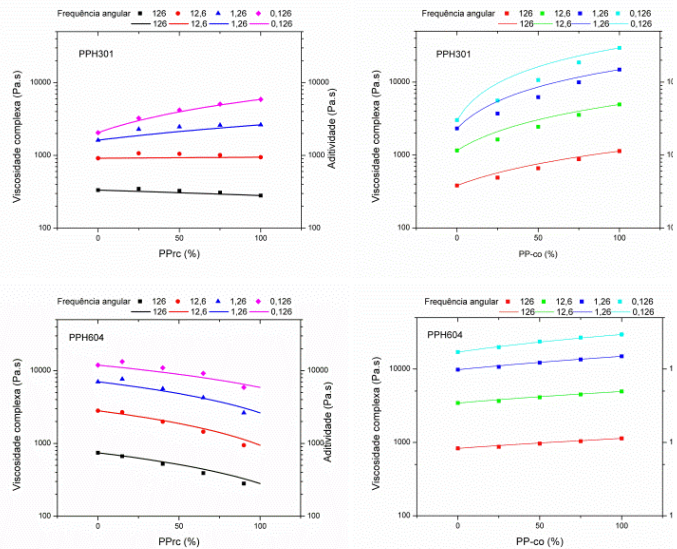 Frequência angular 126 12,6 1,26 0,126
126 12,6 1,26 0,126
PPH301
Viscosidade complexa (Pa.s)
10000
1000
100
10000
1000
100
Aditividade (Pa.s)
0 50 100
PPrc (%)
Frequência angular 126 12,6 1,26 0,126
126 12,6 1,26 0,126
PPH301
Viscosidade complexa (Pa.s)
10000
1000
100
0 50 100
PP-co (%)
Frequência angular 126 12,6 1,26 0,126
126 12,6 1,26 0,126
PPH604
Viscosidade complexa (Pa.s)
10000
1000
100
10000
1000
100
Aditividade (Pa.s)
0 50 100
PPrc (%)
Frequência angular 126 12,6 1,26 0,126
126 12,6 1,26 0,126
PPH604
Viscosidade complexa (Pa.s)
10000
1000
100
0 50 100
PP-co (%)